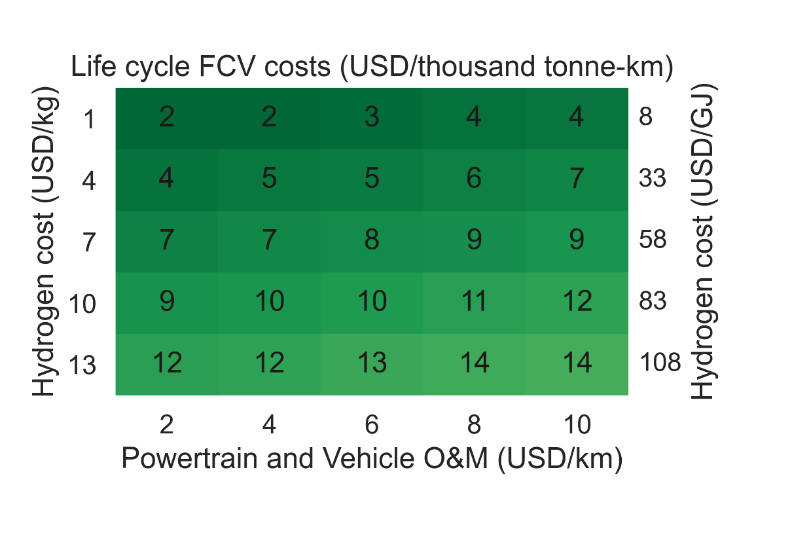 Life cycle FCV costs (USD/thousand tonne-km)
Hydrogen cost (USD/kg)
Hydrogen cost (USD/GJ)
1 2 2 3 4 4 8
4 4 5 5 6 7 33
7 7 7 8 9 9 58
10 9 10 10 11 12 83
13 12 12 13 14 14 108
2 4 6 8 10
Powertrain and Vehicle O&M (USD/km)